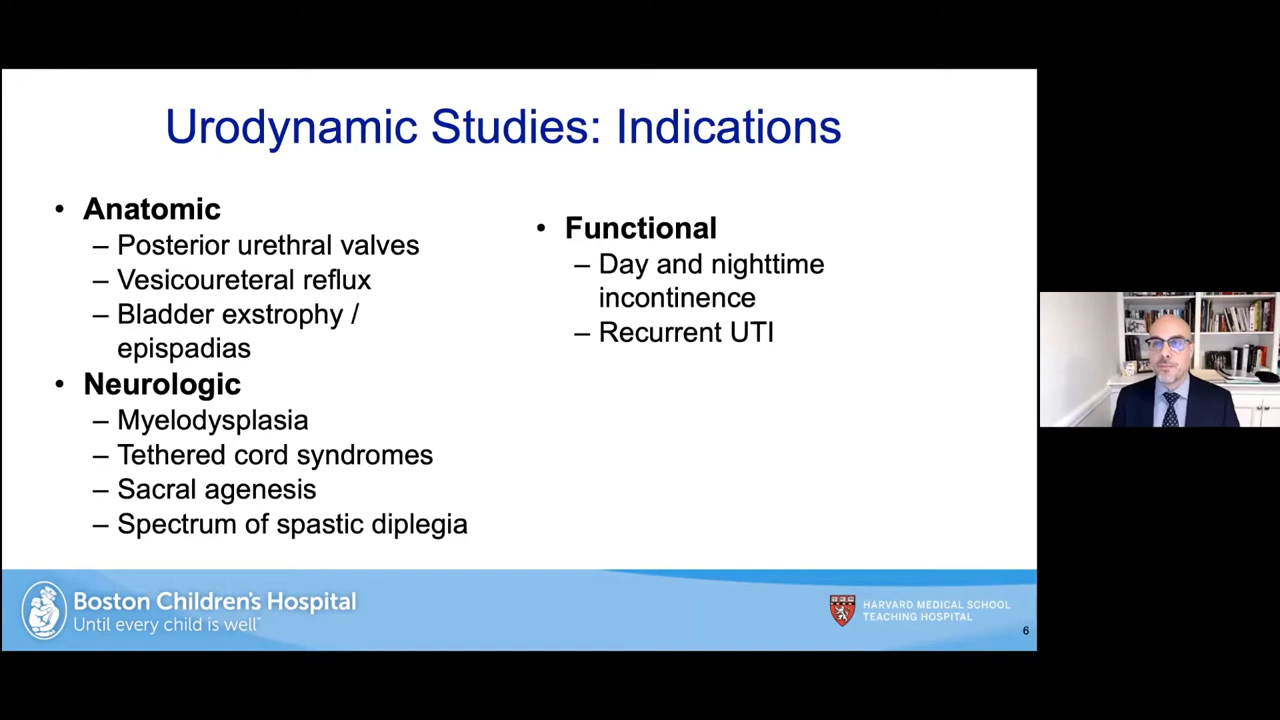 Urodynamic Studies: Indications
• Anatomic
– Posterior urethral valves
– Vesicoureteral reflux
– Bladder exstrophy /
epispadias
• Neurologic
– Myelodysplasia
– Tethered cord syndromes
– Sacral agenesis
– Spectrum of spastic diplegia
• Functional
– Day and nighttime
incontinence
– Recurrent UTI
Boston Children's Hospital
Until every child is well™
HARVARD MEDICAL SCHOOL
TEACHING HOSPITAL
6